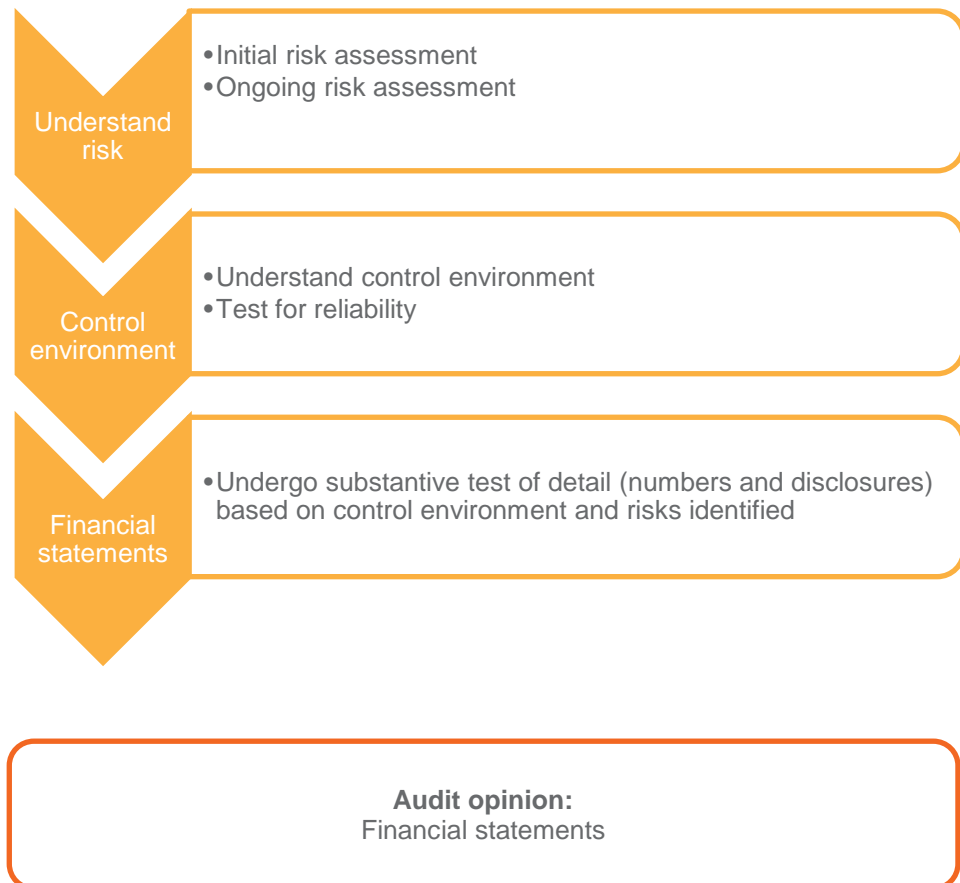 •Initial risk assessment
•Ongoing risk assessment
Understand
risk
•Understand control environment
•Test for reliability
Control
environment
•Undergo substantive test of detail (numbers and disclosures)
based on control environment and risks identified
Financial
statements
Audit opinion:
Financial statements